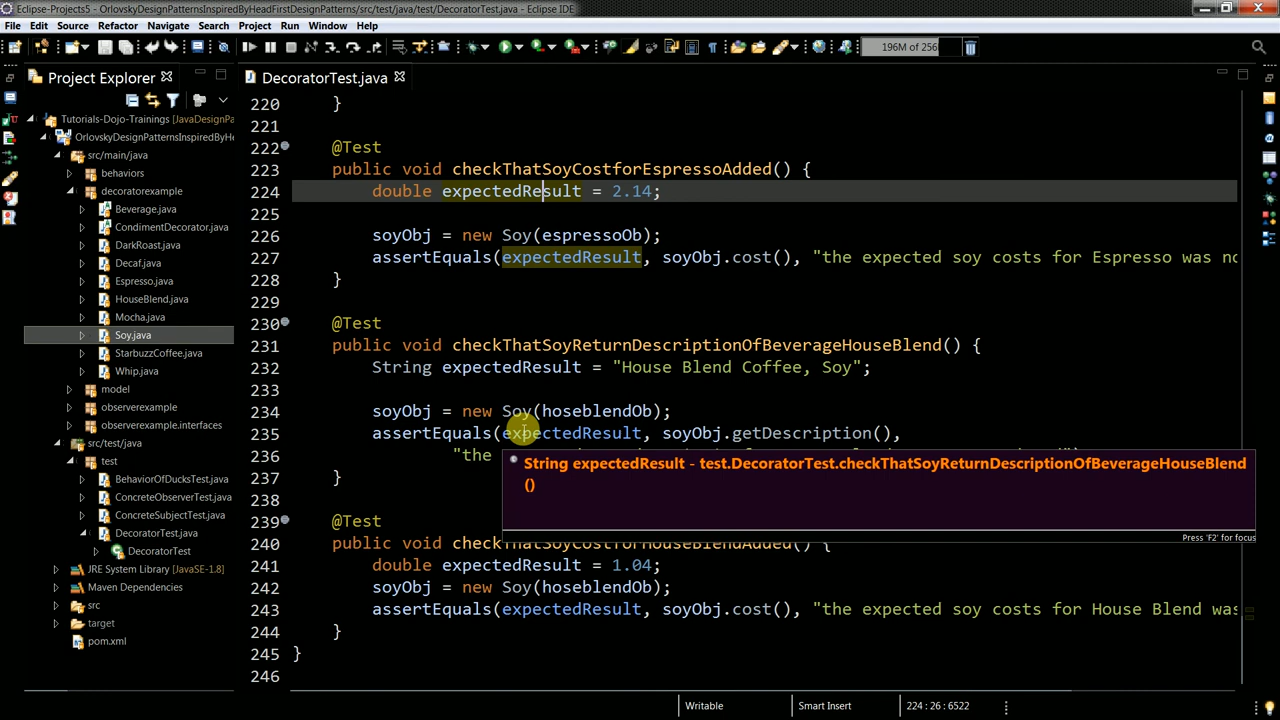 Eclipse-Projects5 - OrlovskyDesignPatternsInspiredByHeadFirstDesignPatterns/src/test/java/test/DecoratorTest.java - Eclipse IDE
File Edit Source Refactor Navigate Search Project Run Window Help
196M of 256
Project Explorer
DecoratorTest.java
Tutorials-Dojo-Trainings [JavaDesignPa
OrlovskyDesignPatternsInspiredByHe
src/main/java
behaviors
decoratorexample
Beverage.java
CondimentDecorator.java
DarkRoast.java
Decaf.java
Espresso.java
HouseBlend.java
Mocha.java
Soy.java
StarbuzzCoffee.java
Whip.java
model
observerexample
observerexample.interfaces
src/test/java
test
BehaviorOfDucksTest.java
ConcreteObserverTest.java
ConcreteSubjectTest.java
DecoratorTest.java
DecoratorTest
JRE System Library [JavaSE-1.8]
Maven Dependencies
src
target
pom.xml
220 }
221
222 @Test
223 public void checkThatSoyCostforEspressoAdded() {
224 double expectedResult = 2.14;
225
226 soyObj = new Soy(espressoOb);
227 assertEquals(expectedResult, soyObj.cost(), "the expected soy costs for Espresso was no
228 }
229
230 @Test
231 public void checkThatSoyReturnDescriptionOfBeverageHouseBlend() {
232 String expectedResult = "House Blend Coffee, Soy";
233
234 soyObj = new Soy(hoseblendOb);
235 assertEquals(expectedResult, soyObj.getDescription(),
236 "the
237 }
String expectedResult - test.DecoratorTest.checkThatSoyReturnDescriptionOfBeverageHouseBlend
()
Press 'F2' for focus
239 @Test
240 public void checkThatSoyCostforHouseBlendAdded() {
241 double expectedResult = 1.04;
242 soyObj = new Soy(hoseblendOb);
243 assertEquals(expectedResult, soyObj.cost(), "the expected soy costs for House Blend was
244 }
245 }
246
Writable
Smart Insert
224 : 26 : 6522